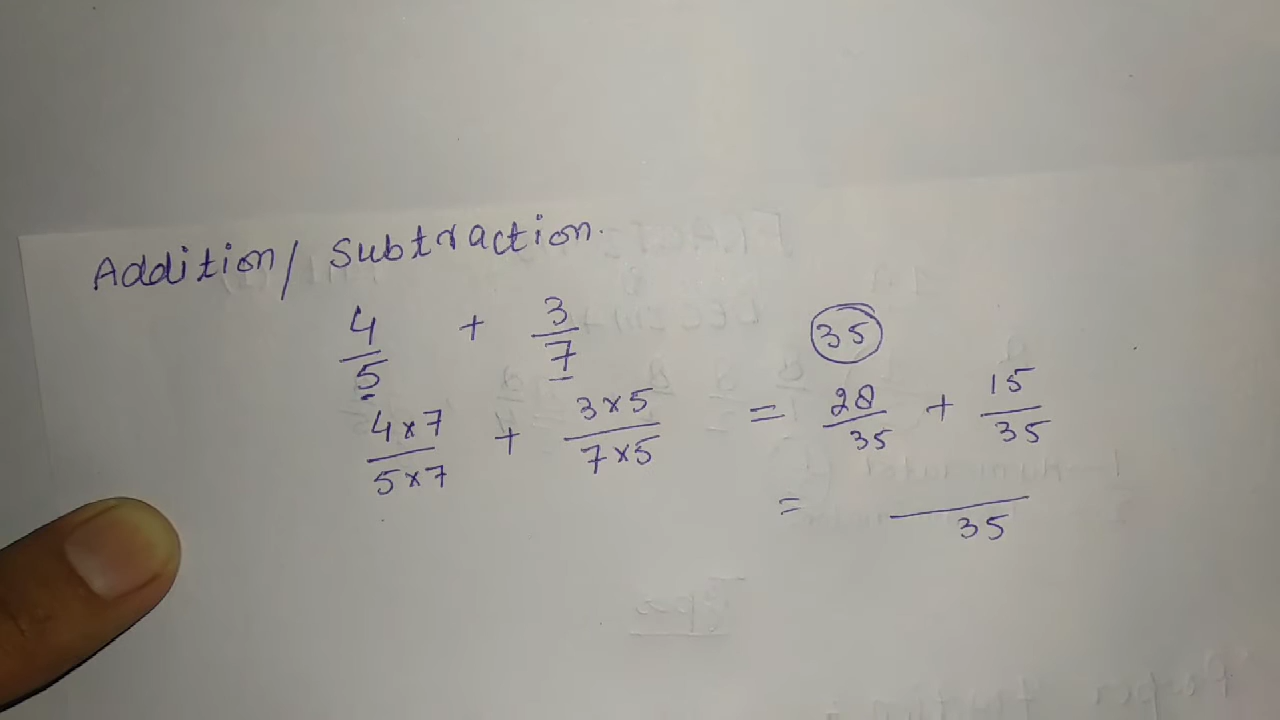 Addition/ Subtraction.
4/5 + 3/7
35
4×7/5×7 + 3×5/7×5 = 28/35 + 15/35
= /35